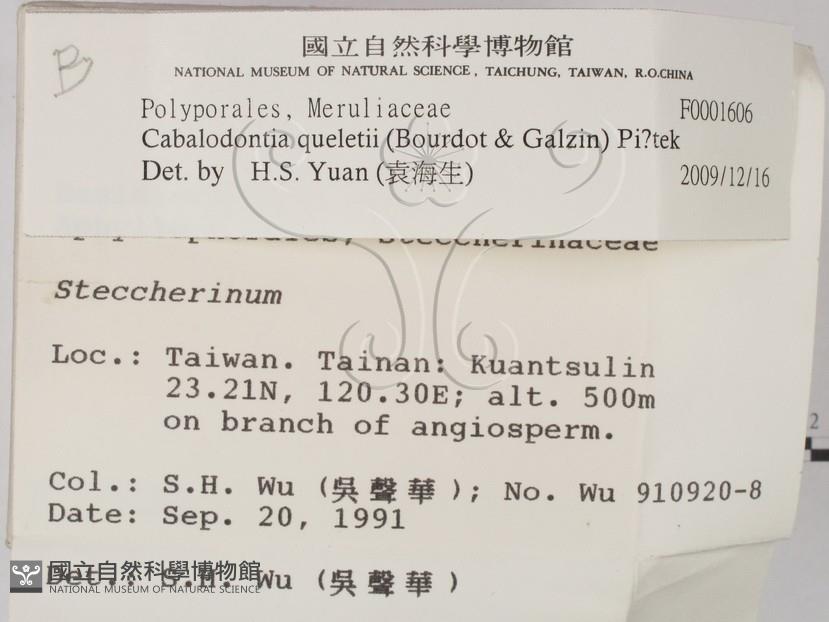 B
國立自然科學博物館
NATIONAL MUSEUM OF NATURAL SCIENCE, TAICHUNG, TAIWAN, R.O.CHINA
Polyporales, Meruliaceae F0001606
Cabalodontia queletii (Bourdot & Galzin) Pi?tek
Det. by H.S. Yuan (袁海生) 2009/12/16
Steccherinaceae
Steccherinum
Loc.: Taiwan. Tainan: Kuantsulin
23.21N, 120.30E; alt. 500m
on branch of angiosperm.
Col.: S.H. Wu (吳聲華); No. Wu 910920-8
Date: Sep. 20, 1991
Det.: S.H. Wu (吳聲華)
國立自然科學博物館
NATIONAL MUSEUM OF NATURAL SCIENCE
2